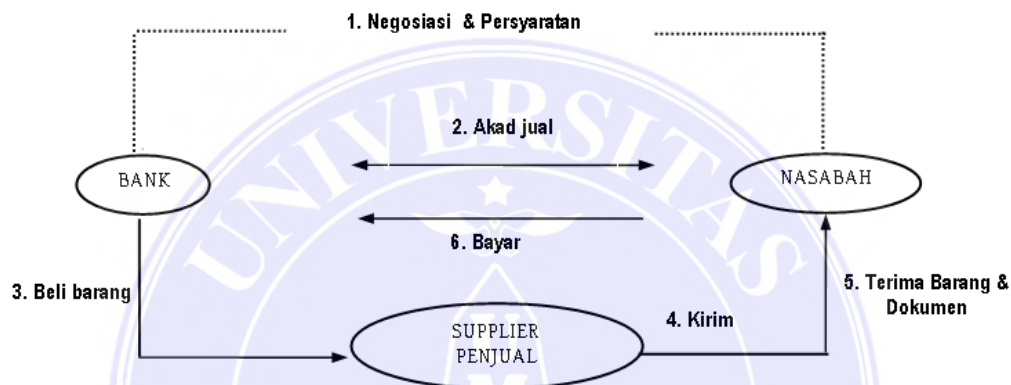 1. Negosiasi & Persyaratan
UNIVERSITAS
2. Akad jual
BANK
NASABAH
6. Bayar
3. Beli barang
5. Terima Barang &
Dokumen
4. Kirim
SUPPLIER
PENJUAL